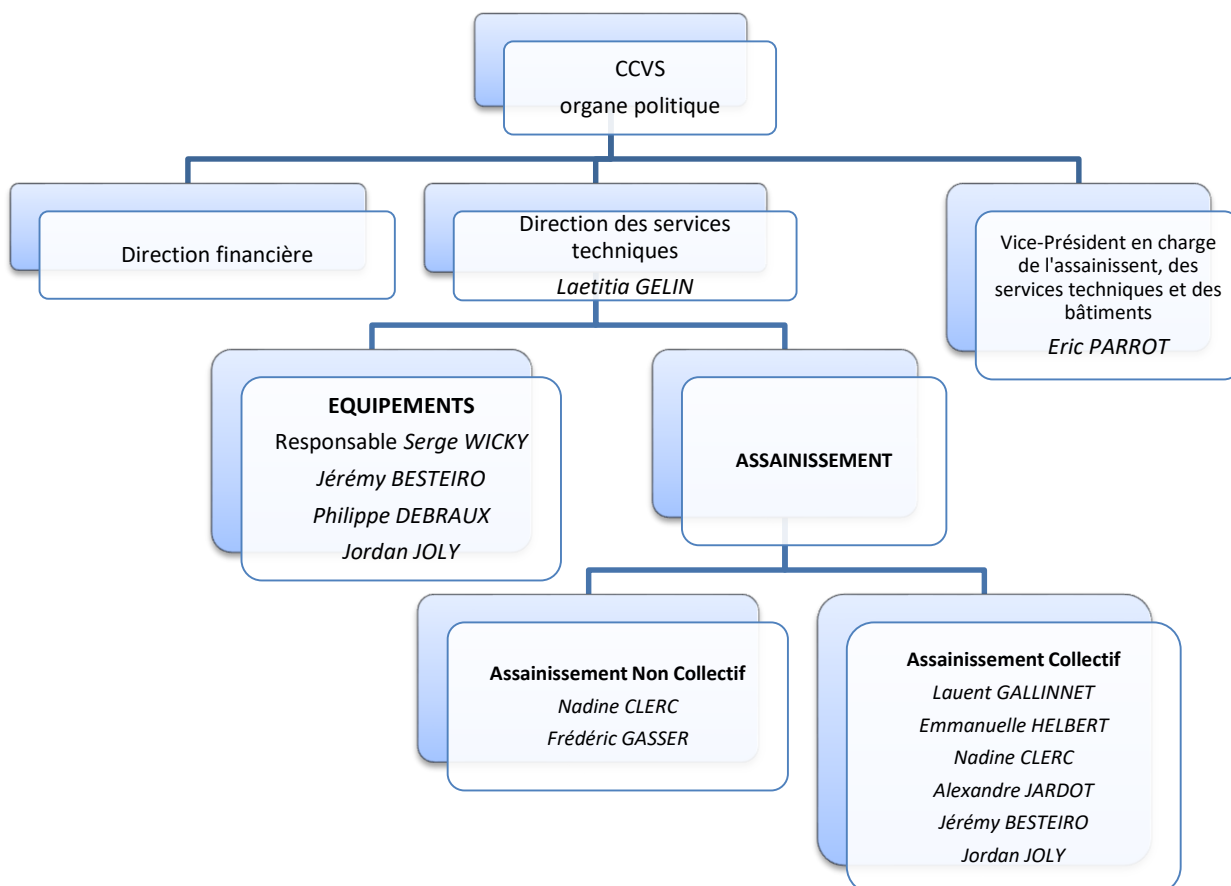 CCVS
organe politique
Direction financière
Direction des services
techniques
Laetitia GELIN
Vice-Président en charge
de l'assainissent, des
services techniques et des
bâtiments
Eric PARROT
EQUIPEMENTS
Responsable Serge WICKY
Jérémy BESTEIRO
Philippe DEBRAUX
Jordan JOLY
ASSAINISSEMENT
Assainissement Non Collectif
Nadine CLERC
Frédéric GASSER
Assainissement Collectif
Lauent GALLINNET
Emmanuelle HELBERT
Nadine CLERC
Alexandre JARDOT
Jérémy BESTEIRO
Jordan JOLY